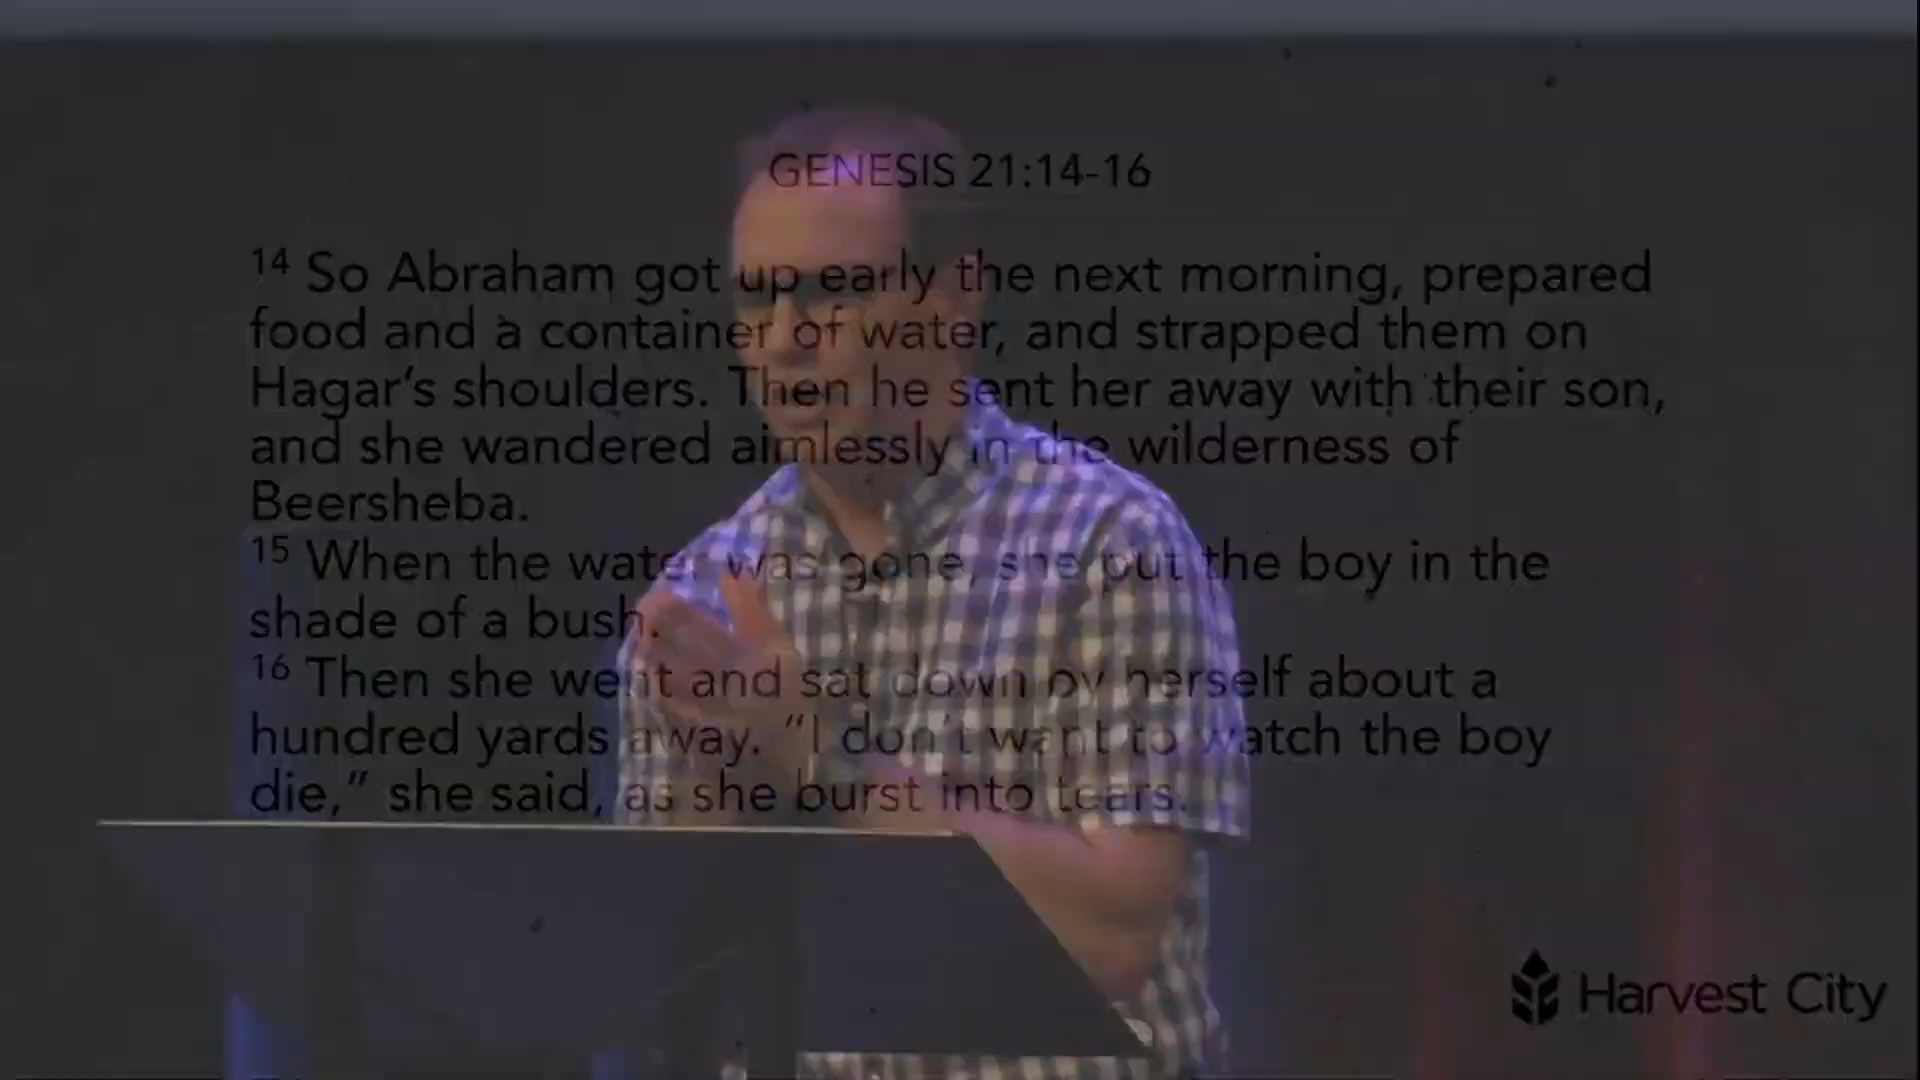 GENESIS 21:14-16
14 So Abraham got up early the next morning, prepared
food and a container of water, and strapped them on
Hagar’s shoulders. Then he sent her away with their son,
and she wandered aimlessly in the wilderness of
Beersheba.
15 When the water was gone, she put the boy in the
shade of a bush.
16 Then she went and sat down by herself about a
hundred yards away. “I don’t want to watch the boy
die,” she said, as she burst into tears.
Harvest City